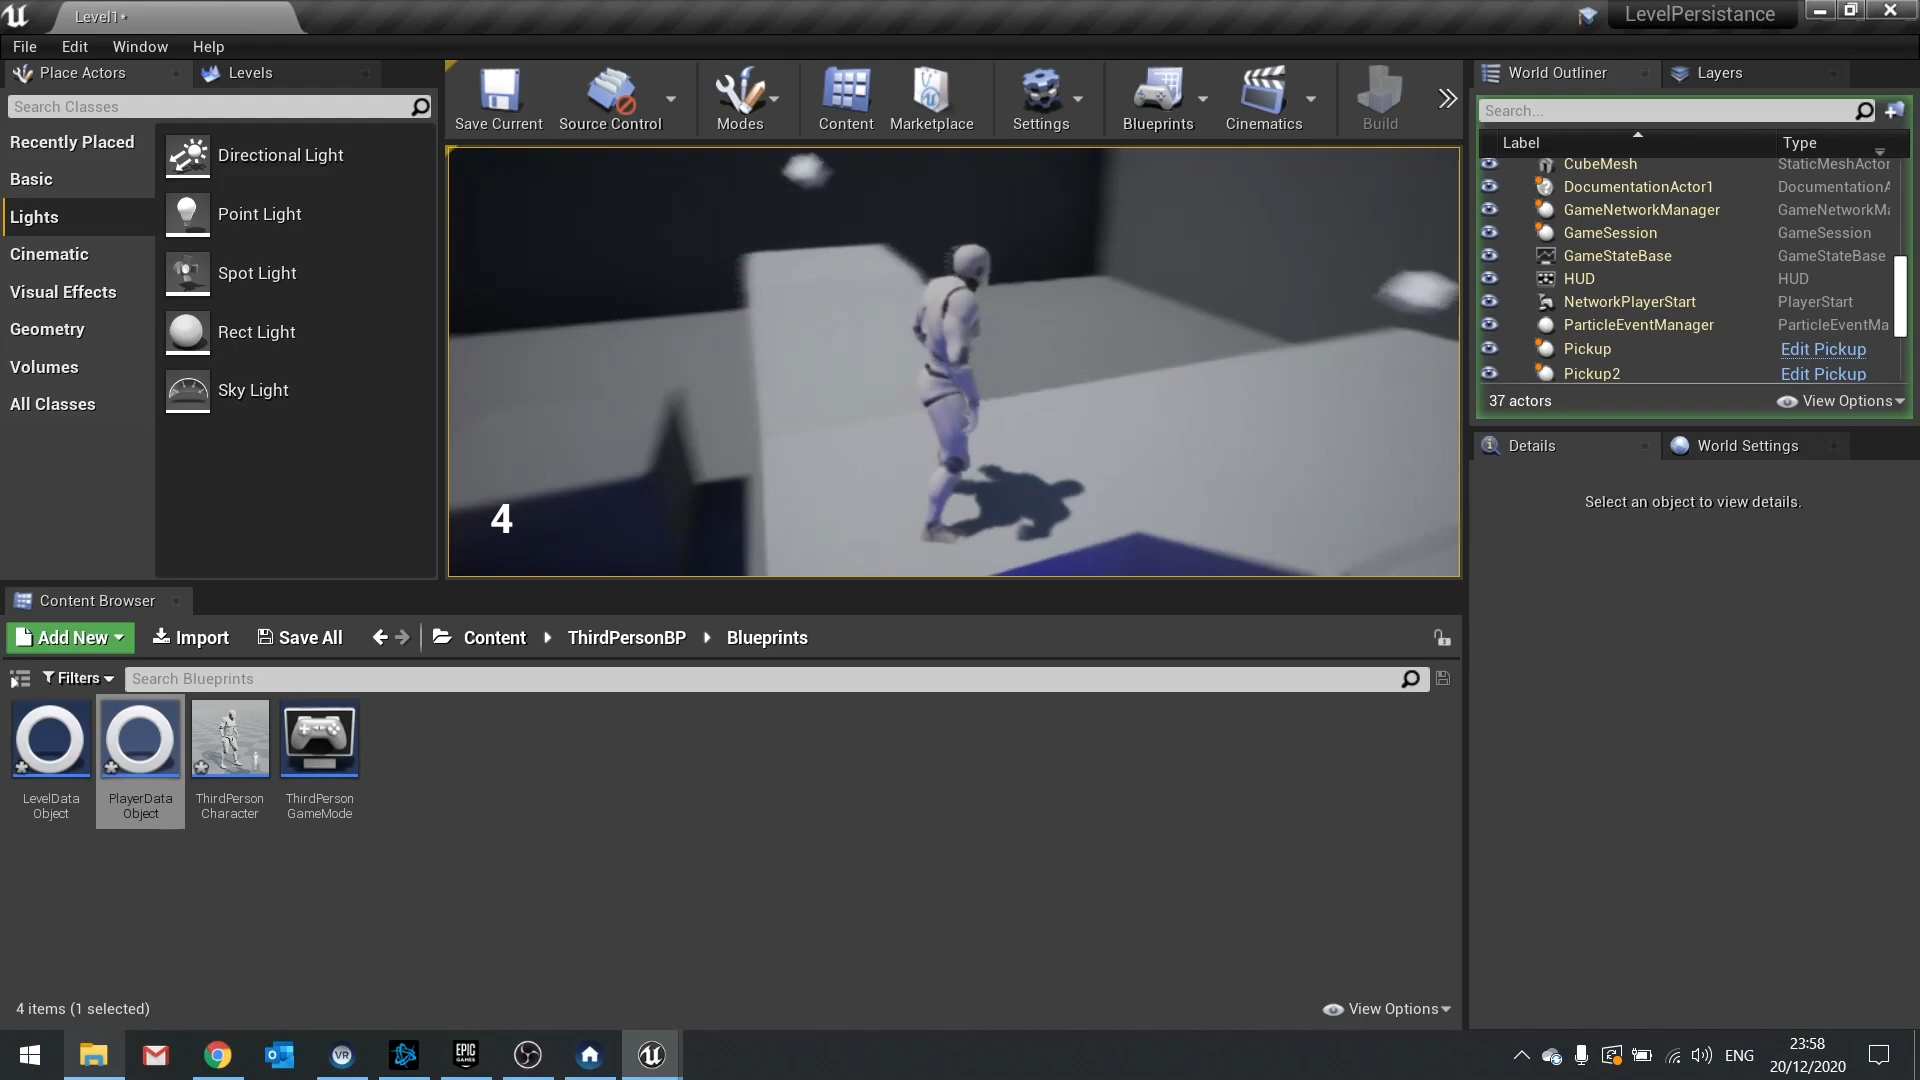 Level1*
LevelPersistance
File Edit Window Help
Place Actors
Levels
Search Classes
Recently Placed
Basic
Lights
Cinematic
Visual Effects
Geometry
Volumes
All Classes
Directional Light
Point Light
Spot Light
Rect Light
Sky Light
Save Current
Source Control
Modes
Content
Marketplace
Settings
Blueprints
Cinematics
Build
4
World Outliner
Layers
Search...
Label Type
CubeMesh StaticMeshActor
DocumentationActor1 DocumentationA
GameNetworkManager GameNetworkMa
GameSession GameSession
GameStateBase GameStateBase
HUD HUD
NetworkPlayerStart PlayerStart
ParticleEventManager ParticleEventMa
Pickup Edit Pickup
Pickup2 Edit Pickup
37 actors
View Options
Details
World Settings
Select an object to view details.
Content Browser
Add New
Import
Save All
Content
ThirdPersonBP
Blueprints
Filters
Search Blueprints
LevelData
Object
PlayerData
Object
ThirdPerson
Character
ThirdPerson
GameMode
4 items (1 selected)
View Options
VR
EPIC
GAMES
ENG
23:58
20/12/2020